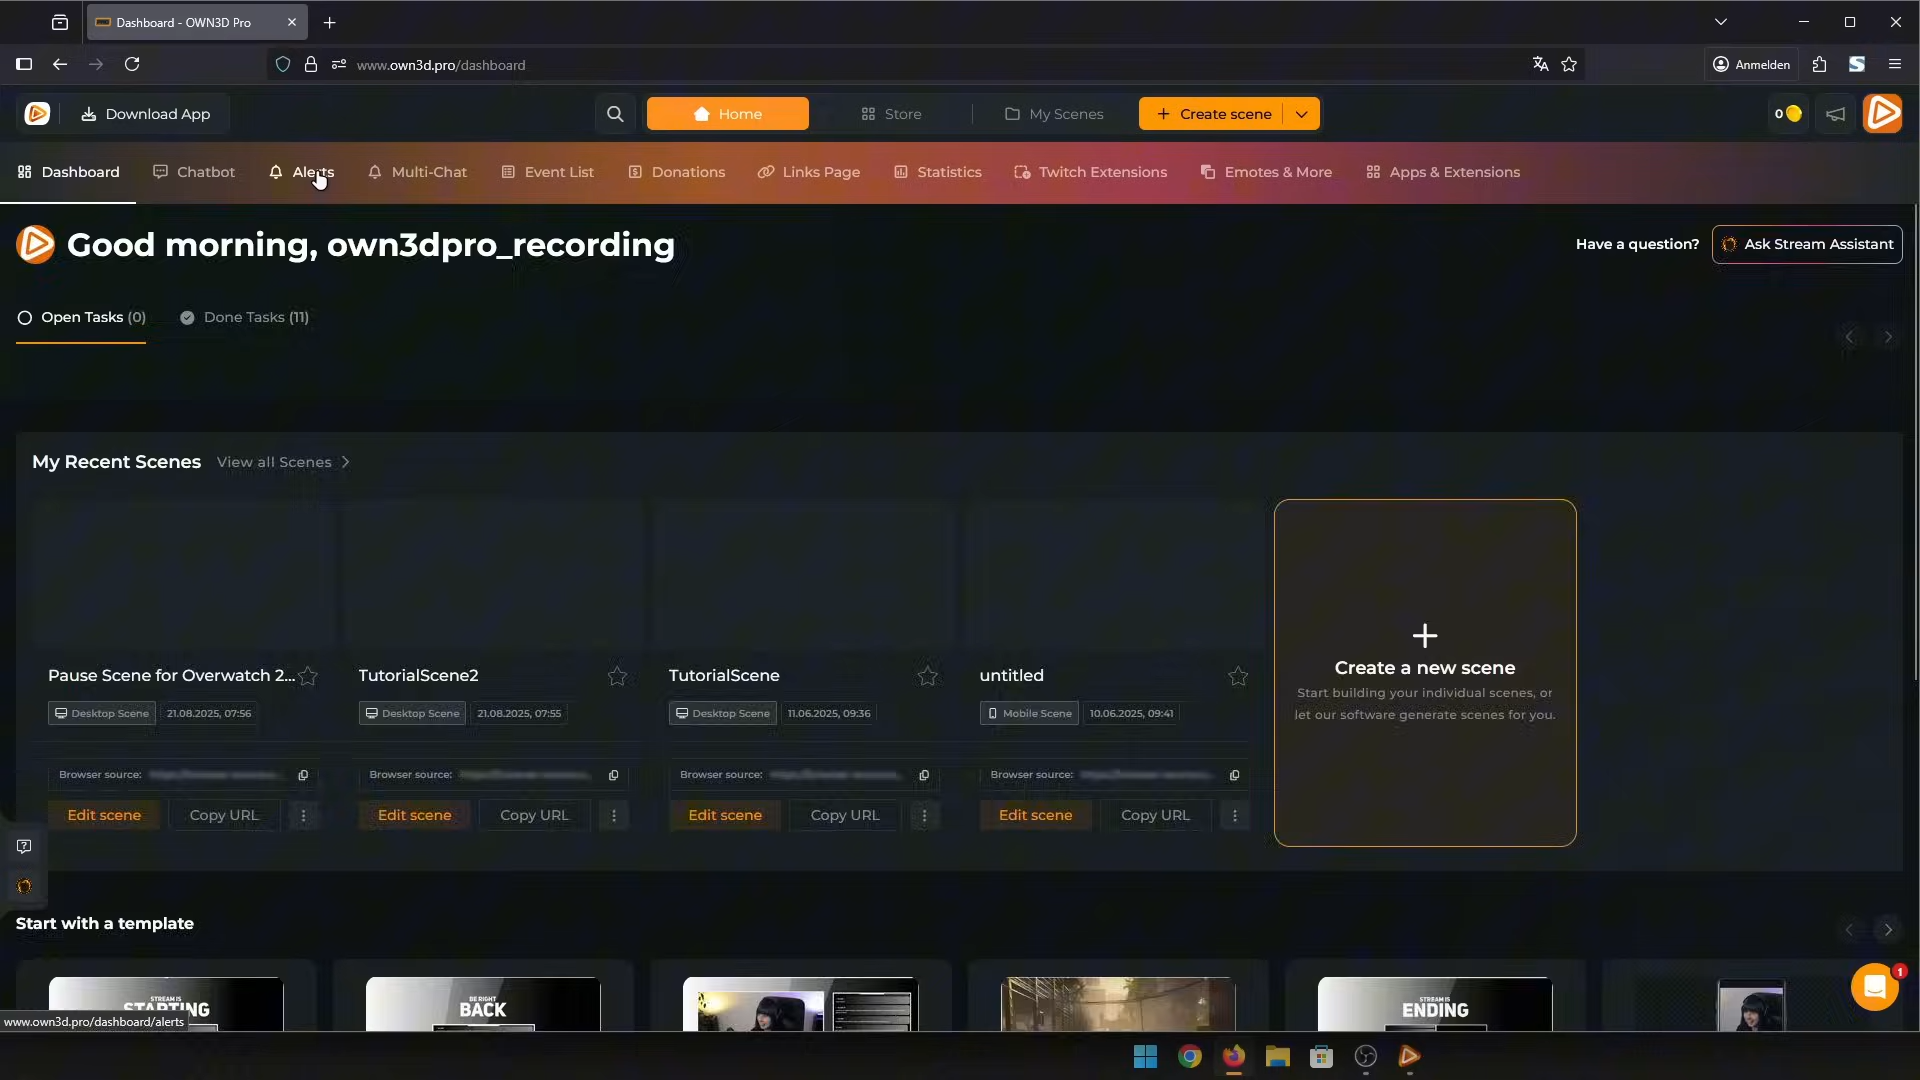 Dashboard - OWN3D Pro
www.own3d.pro/dashboard
Anmelden
Download App
Home
Store
My Scenes
Create scene
0
Dashboard
Chatbot
Alerts
Multi-Chat
Event List
Donations
Links Page
Statistics
Twitch Extensions
Emotes & More
Apps & Extensions
Good morning, own3dpro_recording
Have a question?
Ask Stream Assistant
Open Tasks (0)
Done Tasks (11)
My Recent Scenes
View all Scenes
Pause Scene for Overwatch 2...
Desktop Scene
21.08.2025, 07:56
Browser source:
Edit scene
Copy URL
TutorialScene2
Desktop Scene
21.08.2025, 07:55
Browser source:
Edit scene
Copy URL
TutorialScene
Desktop Scene
11.06.2025, 09:36
Browser source:
Edit scene
Copy URL
untitled
Mobile Scene
10.06.2025, 09:41
Browser source:
Edit scene
Copy URL
Create a new scene
Start building your individual scenes, or
let our software generate scenes for you.
Start with a template
STREAM IS
STARTING
BE RIGHT
BACK
STREAM IS
ENDING
1
www.own3d.pro/dashboard/alerts